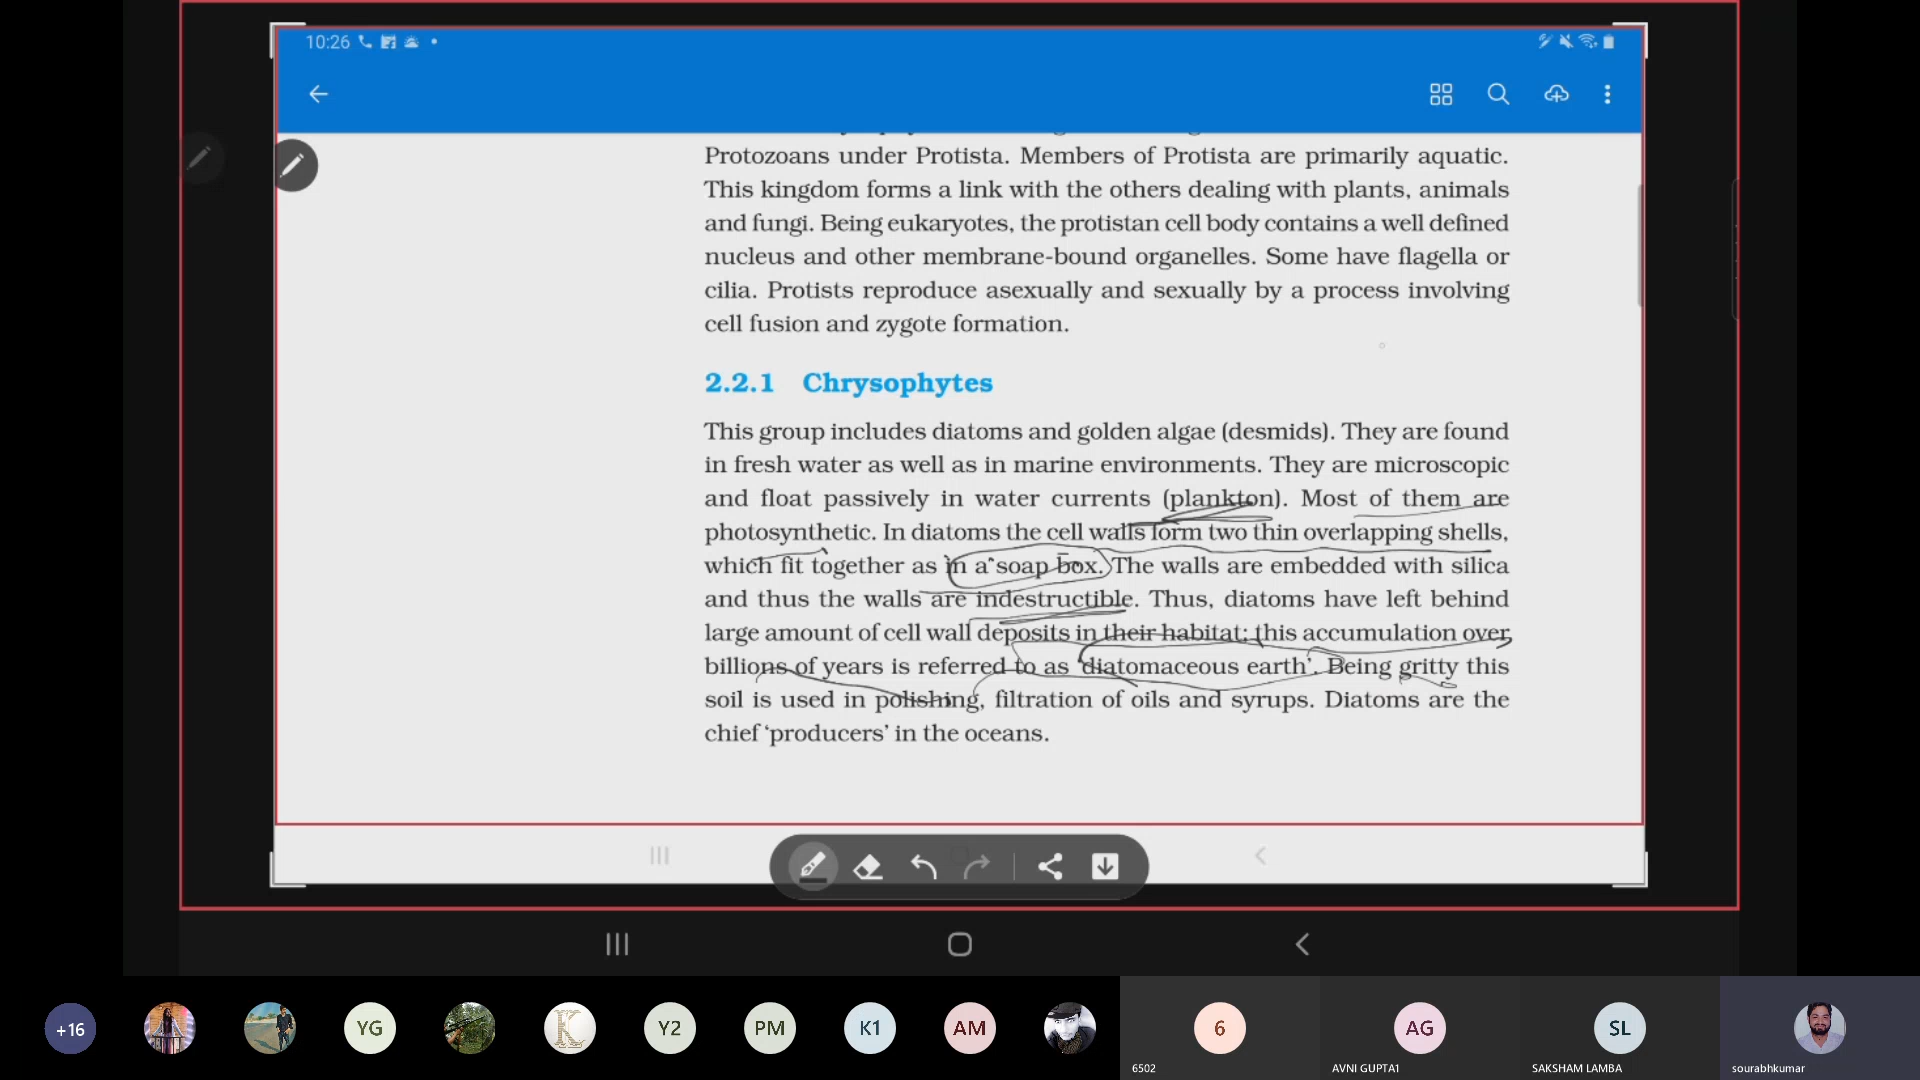 10:26
Protozoans under Protista. Members of Protista are primarily aquatic.
This kingdom forms a link with the others dealing with plants, animals
and fungi. Being eukaryotes, the protistan cell body contains a well defined
nucleus and other membrane-bound organelles. Some have flagella or
cilia. Protists reproduce asexually and sexually by a process involving
cell fusion and zygote formation.
2.2.1 Chrysophytes
This group includes diatoms and golden algae (desmids). They are found
in fresh water as well as in marine environments. They are microscopic
and float passively in water currents (plankton). Most of them are
photosynthetic. In diatoms the cell walls form two thin overlapping shells,
which fit together as in a soap box. The walls are embedded with silica
and thus the walls are indestructible. Thus, diatoms have left behind
large amount of cell wall deposits in their habitat; this accumulation over
billions of years is referred to as ‘diatomaceous earth’. Being gritty this
soil is used in polishing, filtration of oils and syrups. Diatoms are the
chief ‘producers’ in the oceans.
+16
YG
K
Y2
PM
K1
AM
6
AG
SL
6502
AVNI GUPTA1
SAKSHAM LAMBA
sourabhkumar